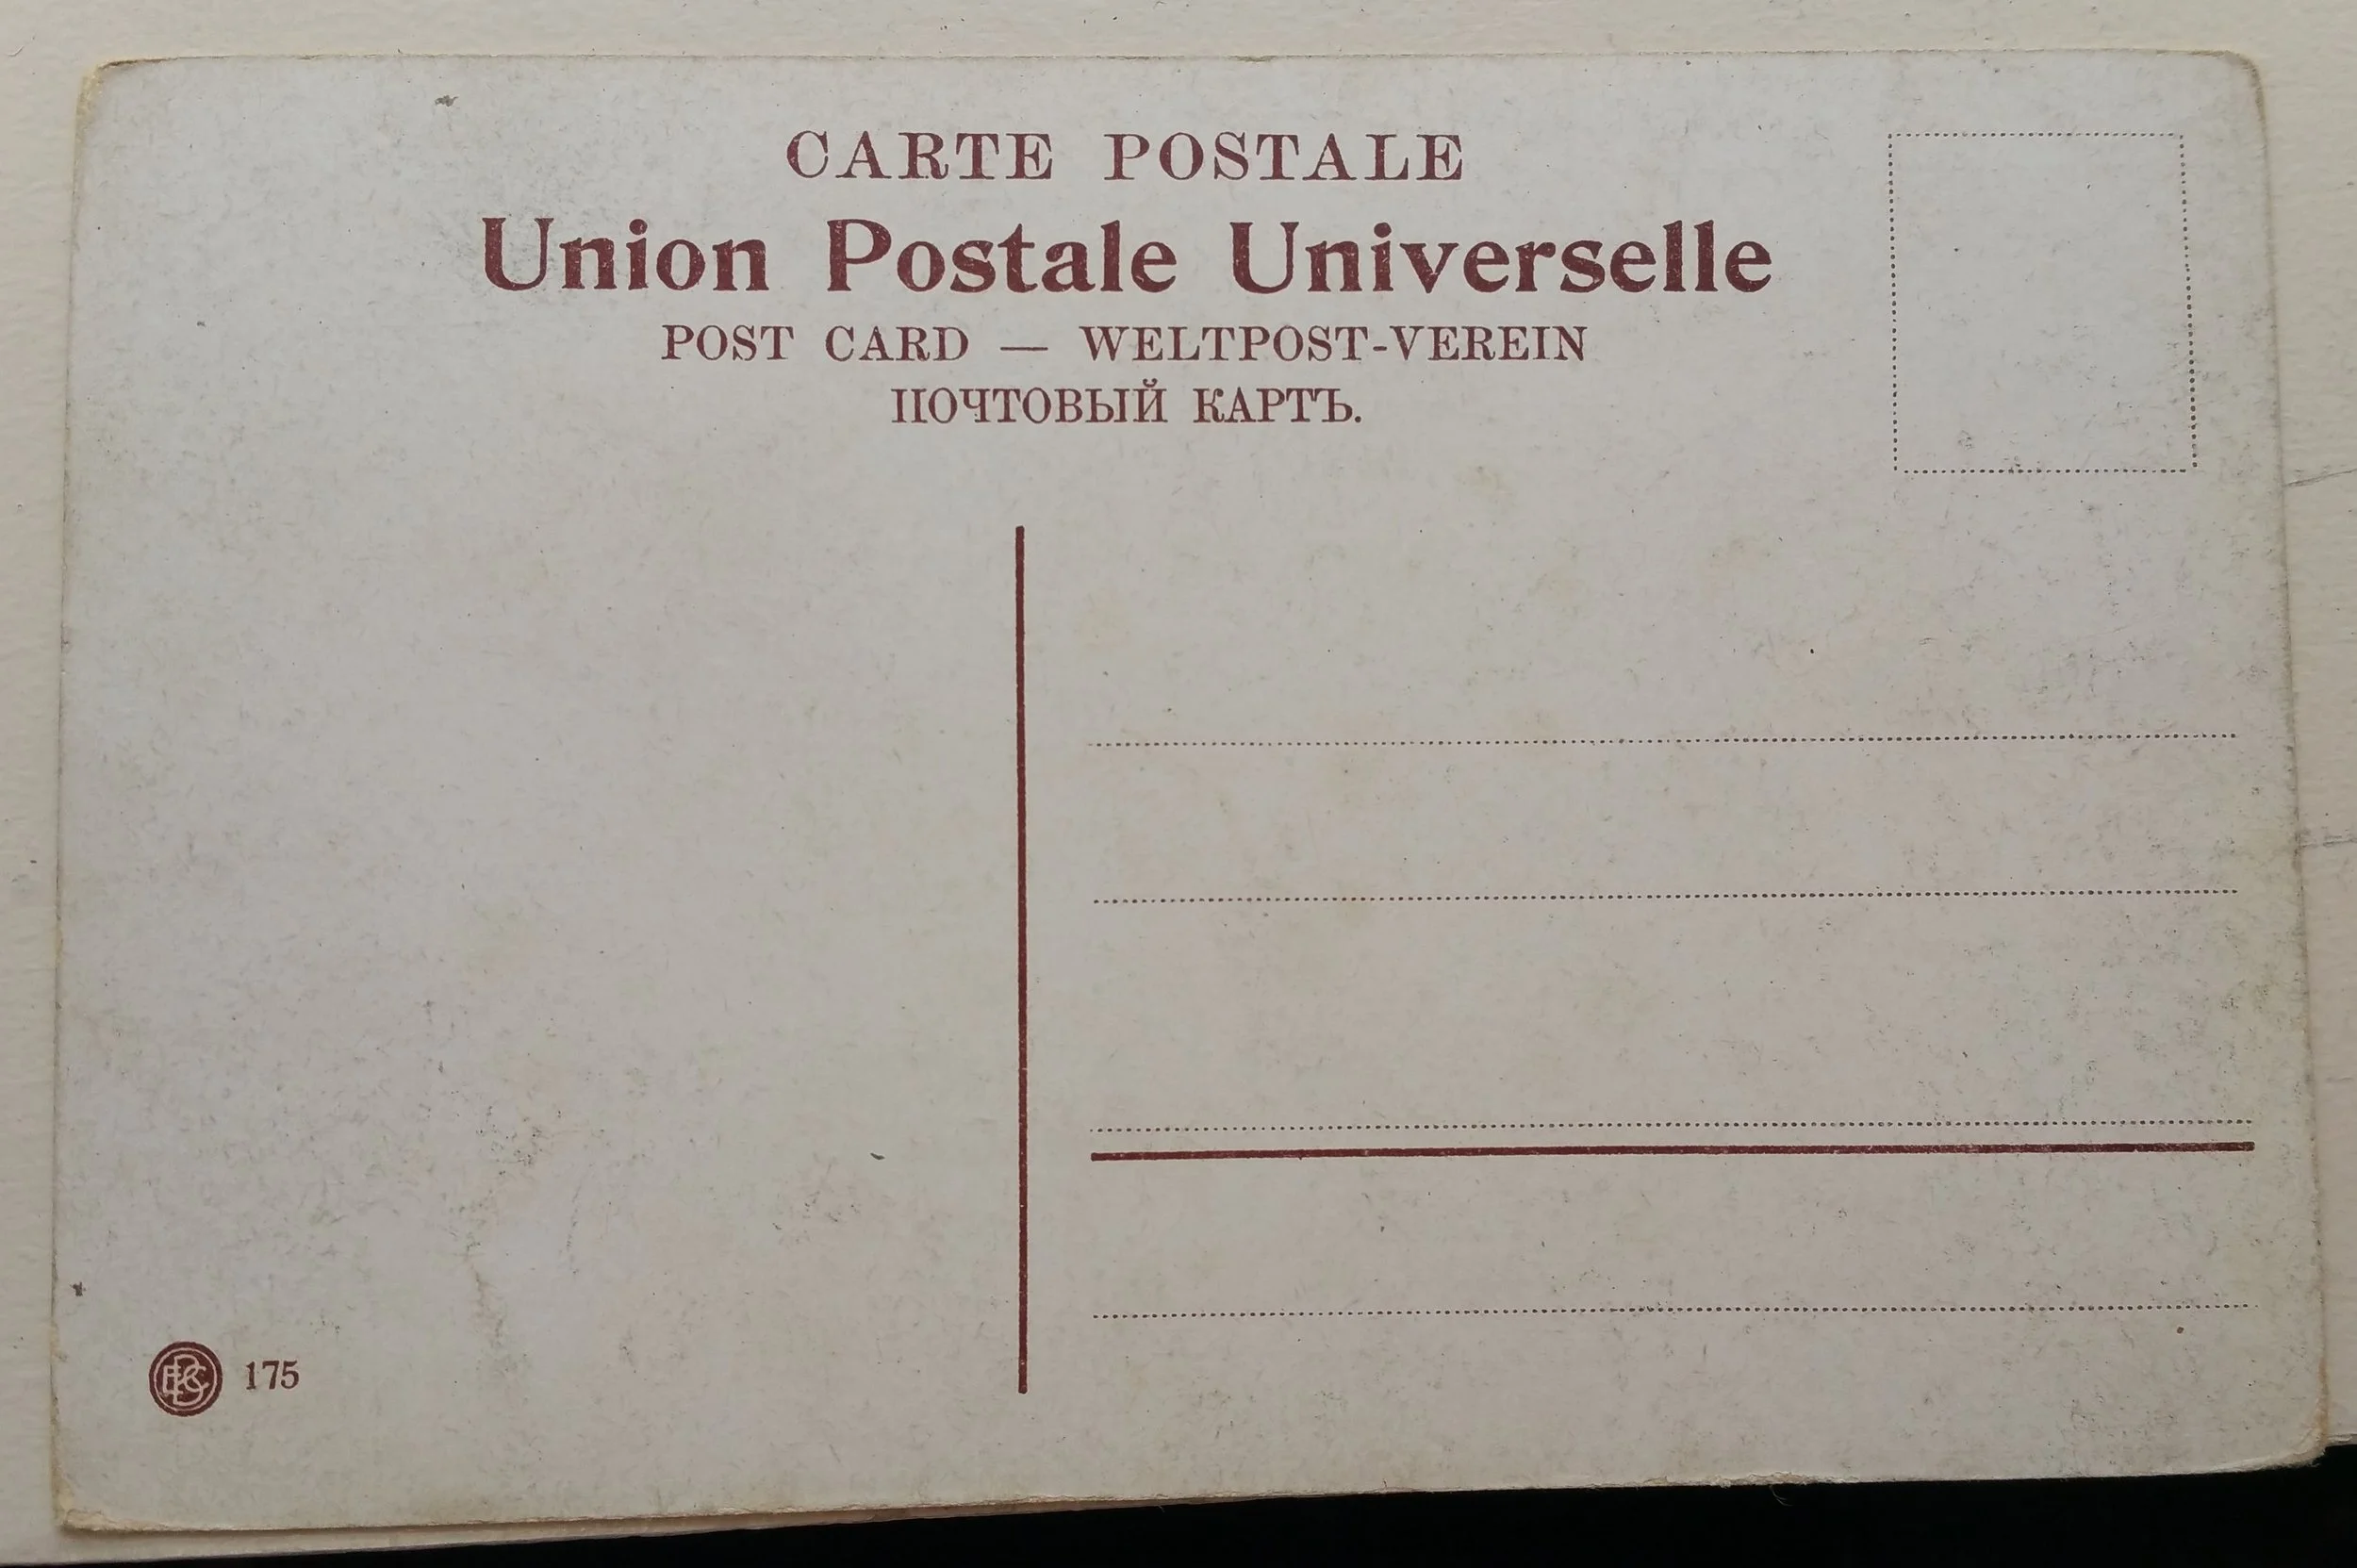 CARTE POSTALE
Union Postale Universelle
POST CARD — WELTPOST-VEREIN
ПОЧТОВЫЙ КАРТЪ.
175